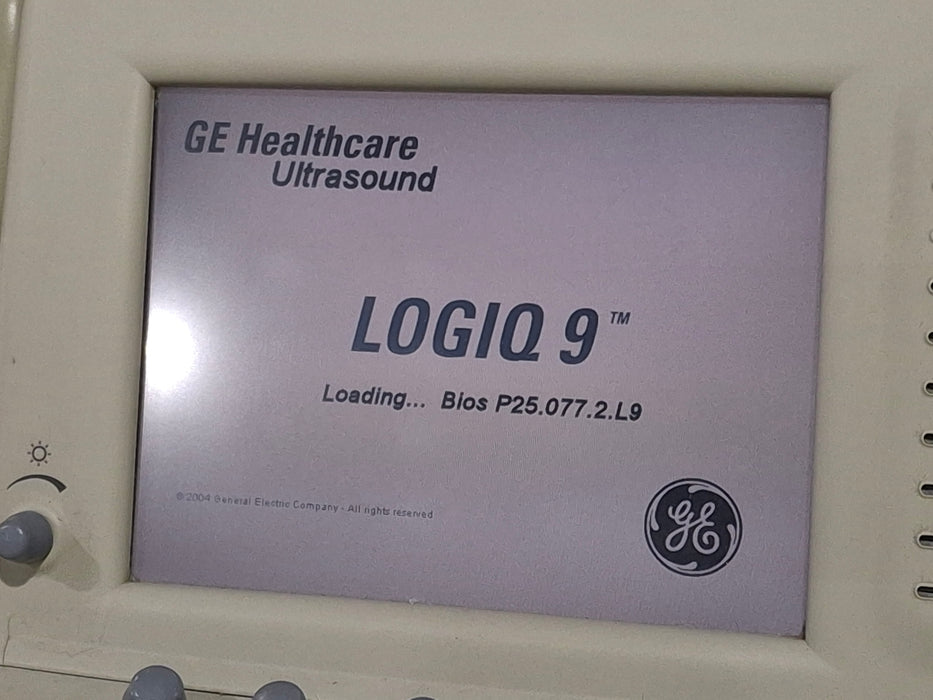 GE Healthcare
Ultrasound
LOGIQ 9™
Loading... Bios P25.077.2.L9
© 2004 General Electric Company - All rights reserved
GE